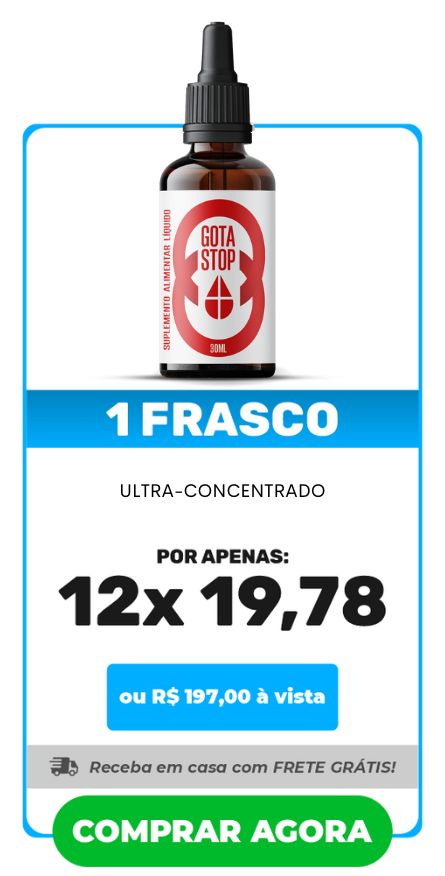 SUPLEMENTO ALIMENTAR LÍQUIDO
GOTA
STOP
30ML
1 FRASCO
ULTRA-CONCENTRADO
POR APENAS:
12x 19,78
ou R$ 197,00 à vista
Receba em casa com FRETE GRÁTIS!
COMPRAR AGORA